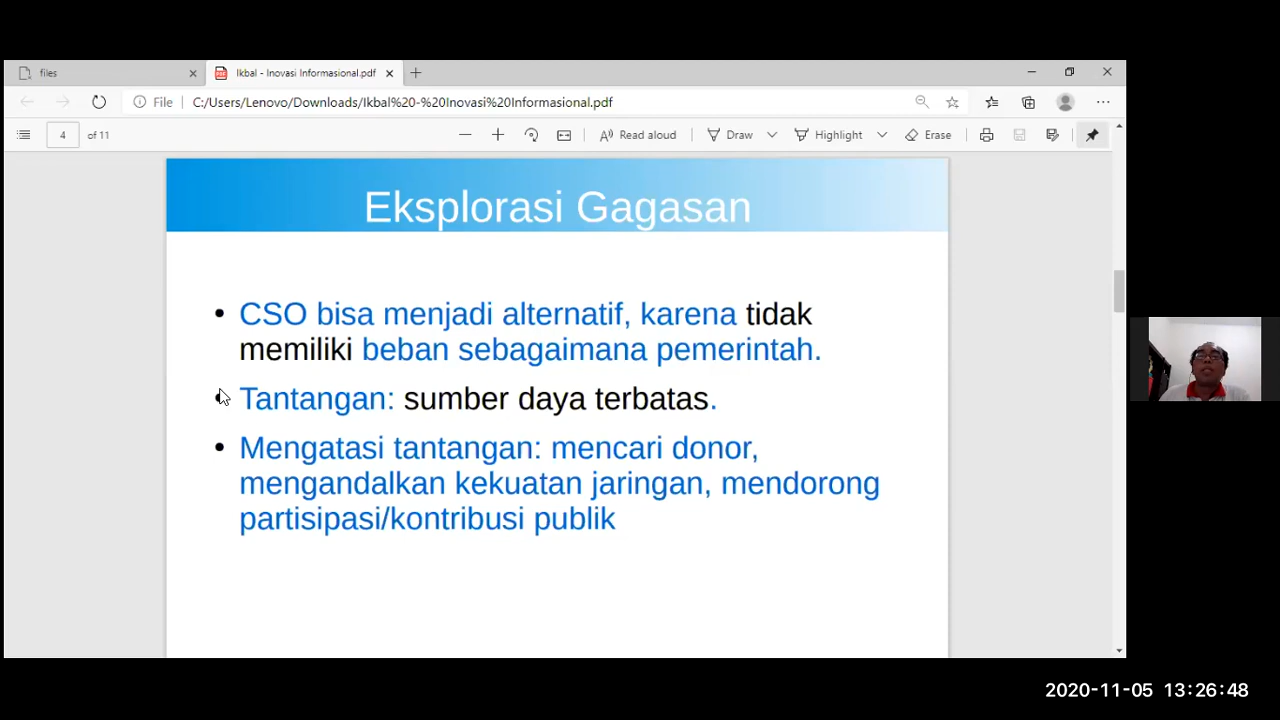 files
Ikbal - Inovasi Informasional.pdf
File
C:/Users/Lenovo/Downloads/Ikbal%20-%20Inovasi%20Informasional.pdf
4 of 11
Read aloud
Draw
Highlight
Erase
Eksplorasi Gagasan
• CSO bisa menjadi alternatif, karena tidak
memiliki beban sebagaimana pemerintah.
Tantangan: sumber daya terbatas.
• Mengatasi tantangan: mencari donor,
mengandalkan kekuatan jaringan, mendorong
partisipasi/kontribusi publik
2020-11-05 13:26:48